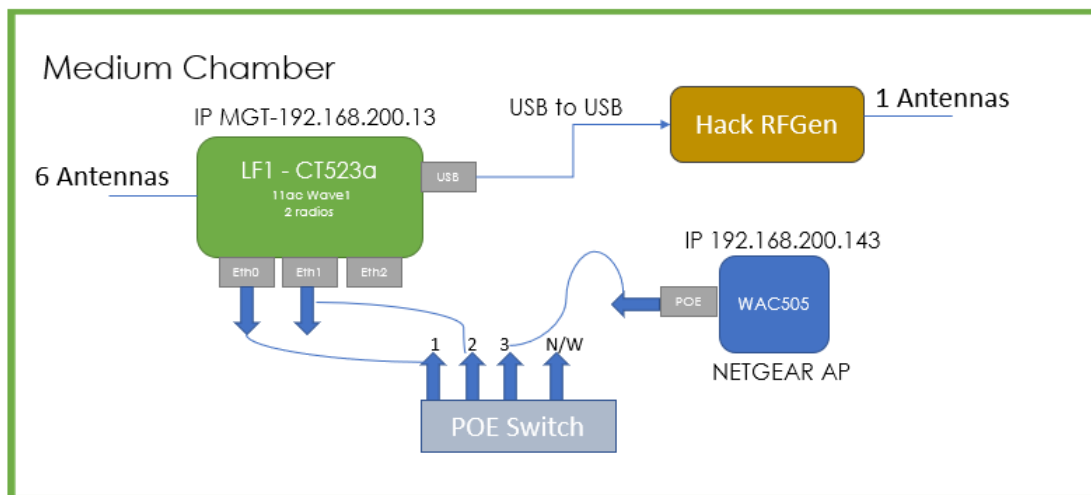 Medium Chamber
IP MGT-192.168.200.13
USB to USB
Hack RFGen
1 Antennas
6 Antennas
LF1 - CT523a
11ac Wave1
2 radios
USB
Eth0
Eth1
Eth2
IP 192.168.200.143
POE
WAC505
NETGEAR AP
1
2
3
N/W
POE Switch